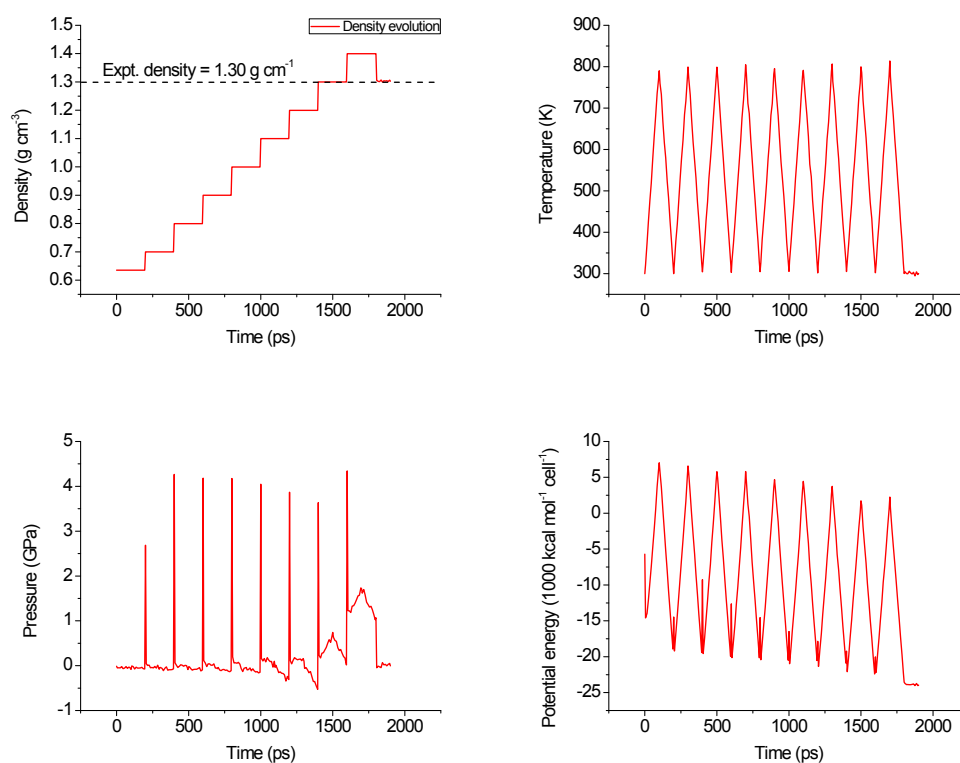 Density evolution
Expt. density = 1.30 g cm⁻¹
1.5
1.4
1.3
1.2
1.1
1.0
0.9
0.8
0.7
0.6
Density (g cm⁻³)
0 500 1000 1500 2000
Time (ps)
900
800
700
600
500
400
300
Temperature (K)
0 500 1000 1500 2000
Time (ps)
5
4
3
2
1
0
-1
Pressure (GPa)
0 500 1000 1500 2000
Time (ps)
10
5
0
-5
-10
-15
-20
-25
Potential energy (1000 kcal mol⁻¹ cell⁻¹)
0 500 1000 1500 2000
Time (ps)